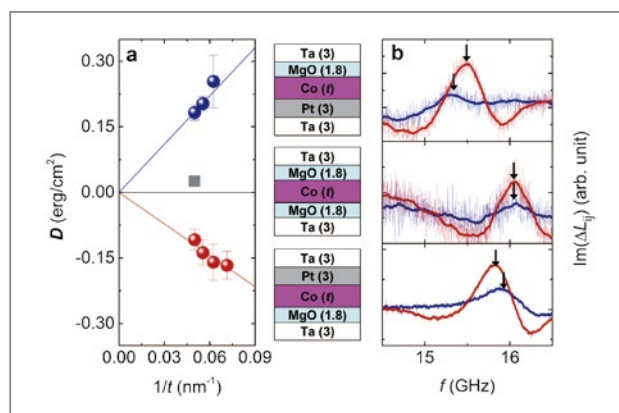 a
0.30
0.15
0.00
-0.15
-0.30
D (erg/cm²)
0.00 0.03 0.06 0.09
1/t (nm⁻¹)
Ta (3)
MgO (1.8)
Co (t)
Pt (3)
Ta (3)
Ta (3)
MgO (1.8)
Co (t)
MgO (1.8)
Ta (3)
Ta (3)
Pt (3)
Co (t)
MgO (1.8)
Ta (3)
b
Im(ΔLij) (arb. unit)
15 16
f (GHz)